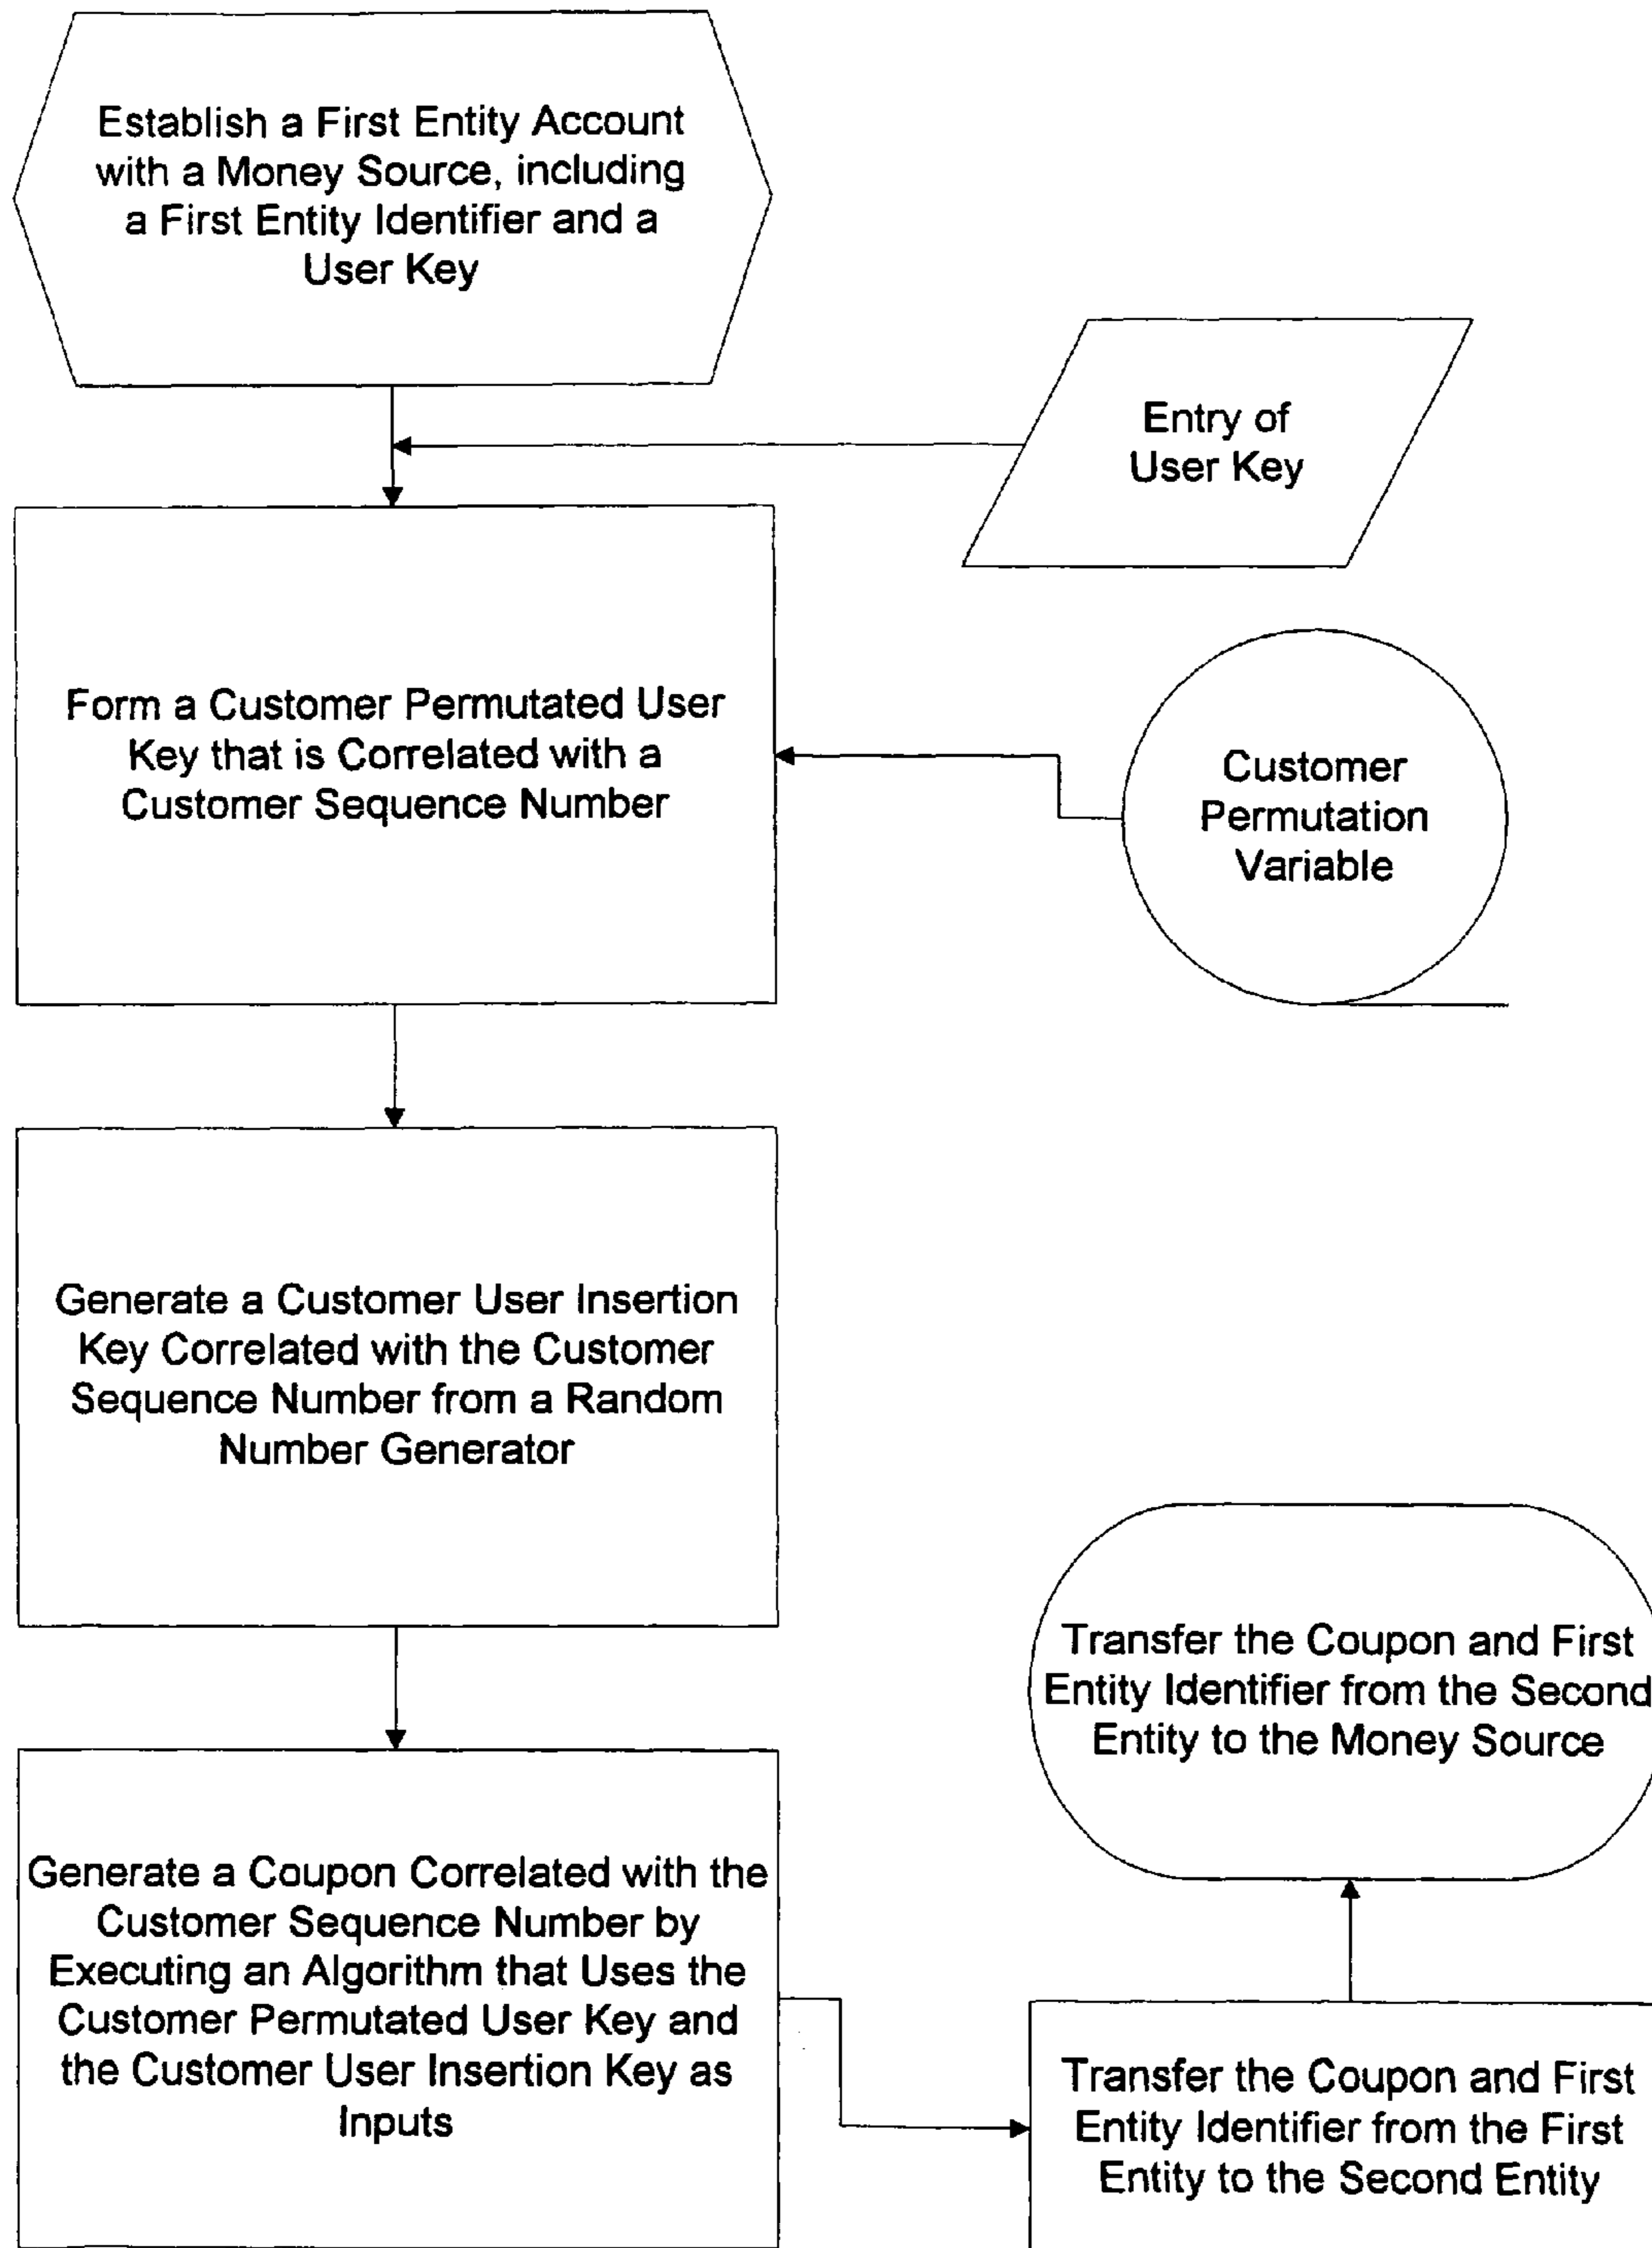 Establish a First Entity Account
with a Money Source, including
a First Entity Identifier and a
User Key
Entry of
User Key
Form a Customer Permutated User
Key that is Correlated with a
Customer Sequence Number
Customer
Permutation
Variable
Generate a Customer User Insertion
Key Correlated with the Customer
Sequence Number from a Random
Number Generator
Generate a Coupon Correlated with the
Customer Sequence Number by
Executing an Algorithm that Uses the
Customer Permutated User Key and
the Customer User Insertion Key as
Inputs
Transfer the Coupon and First
Entity Identifier from the First
Entity to the Second Entity
Transfer the Coupon and First
Entity Identifier from the Second
Entity to the Money Source